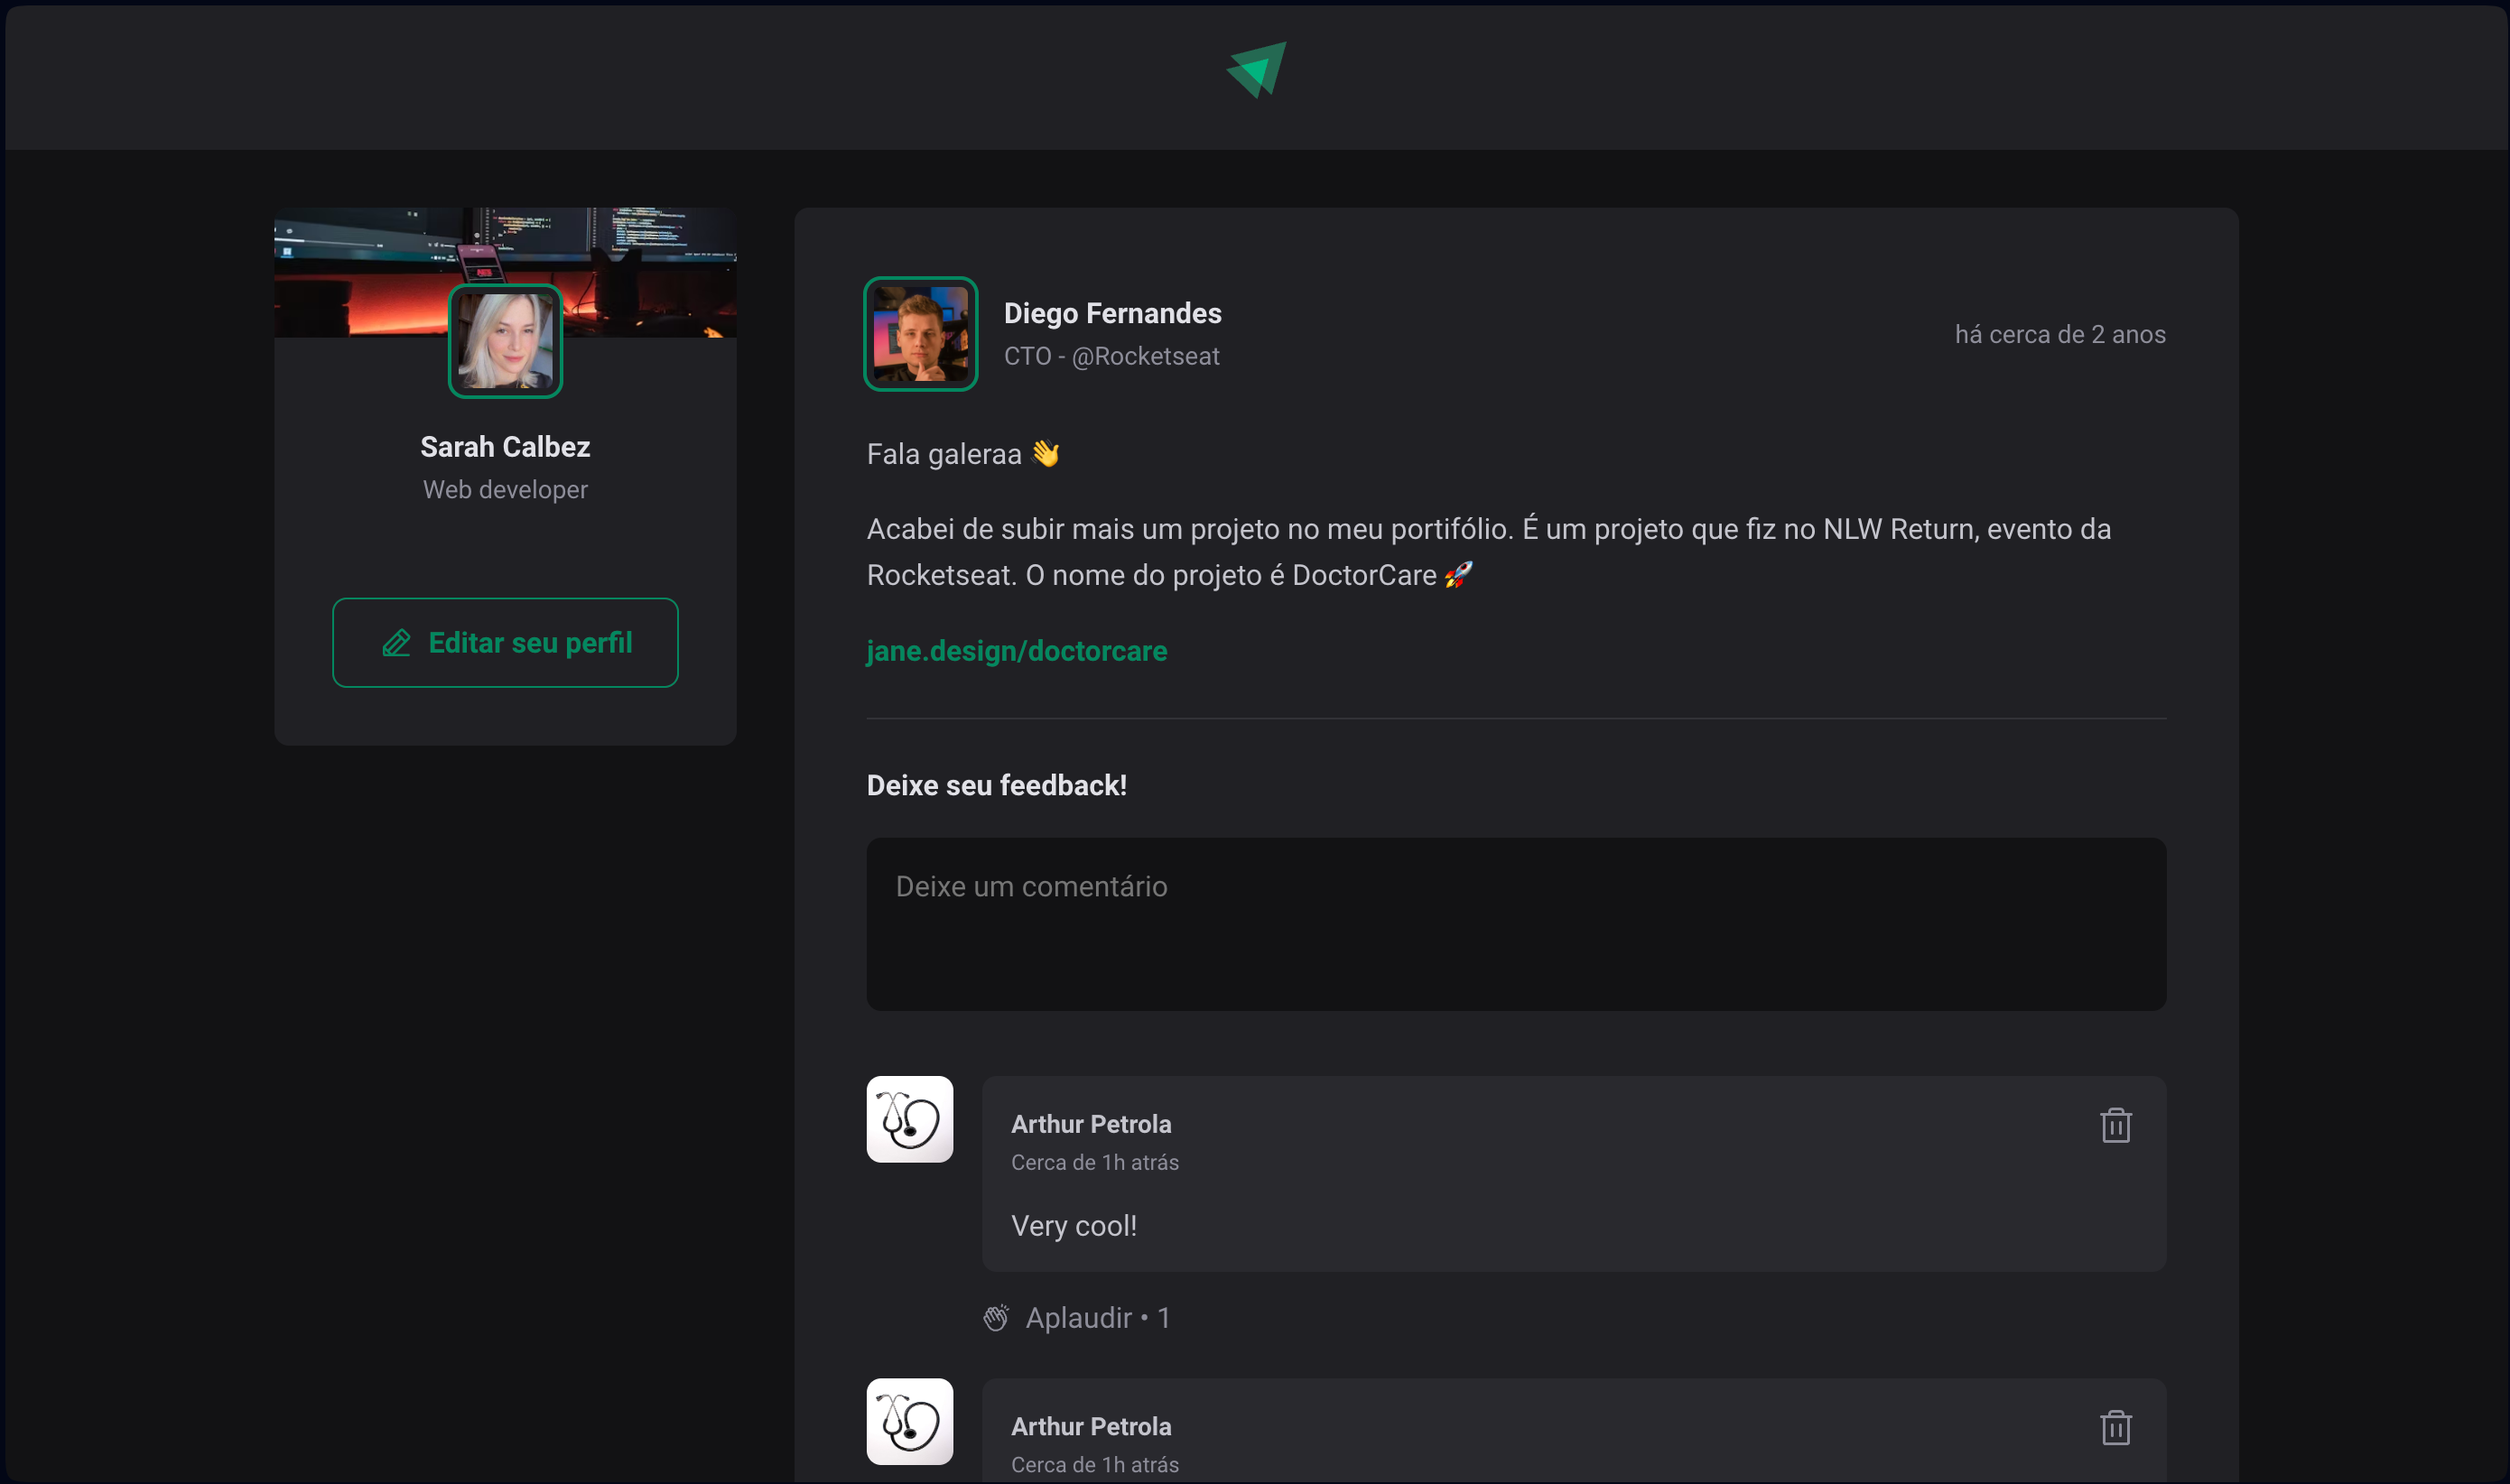 Sarah Calbez
Web developer
Editar seu perfil
Diego Fernandes
CTO - @Rocketseat
há cerca de 2 anos
Fala galeraa 👋
Acabei de subir mais um projeto no meu portifólio. É um projeto que fiz no NLW Return, evento da
Rocketseat. O nome do projeto é DoctorCare 🚀
jane.design/doctorcare
Deixe seu feedback!
Deixe um comentário
Arthur Petrola
Cerca de 1h atrás
Very cool!
Aplaudir • 1
Arthur Petrola
Cerca de 1h atrás